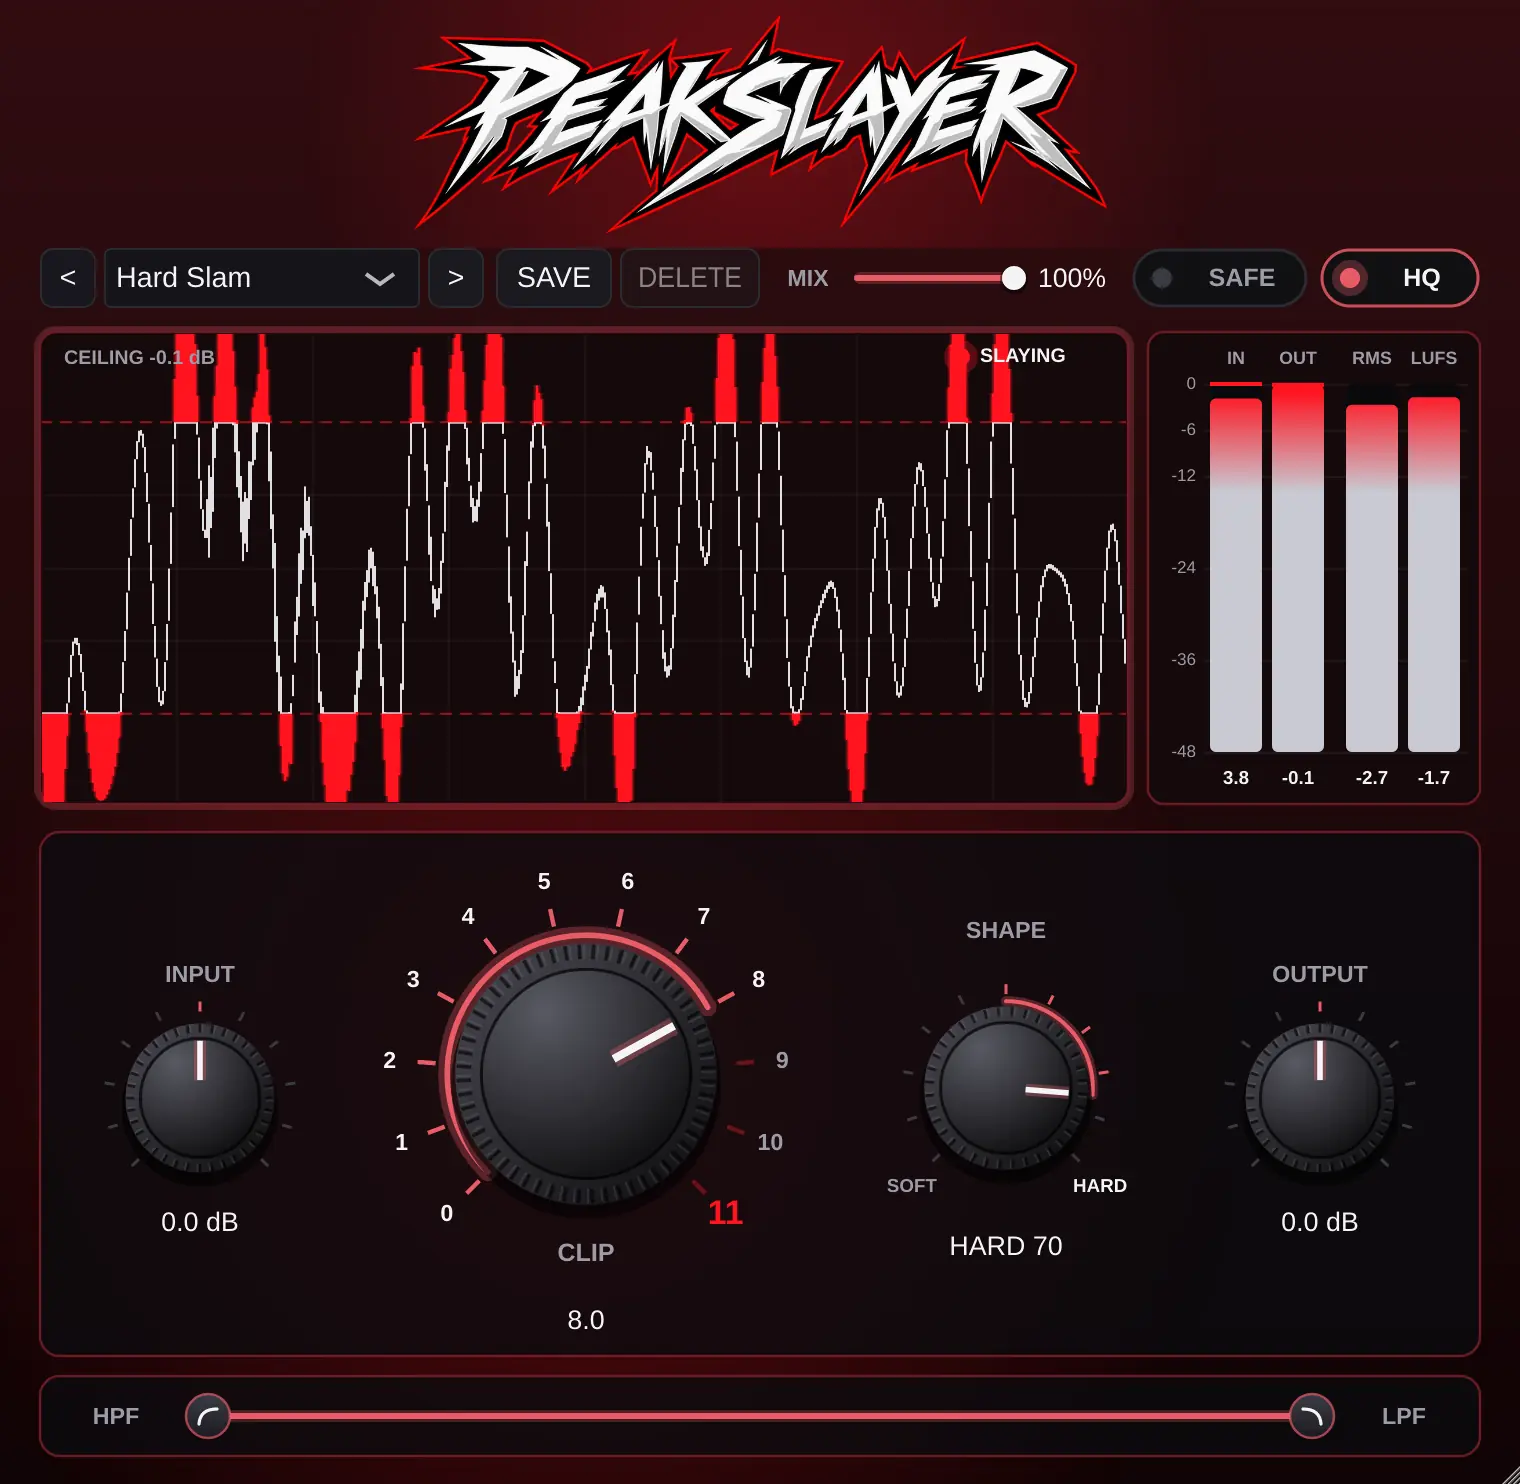 PEAKSLAYER
< Hard Slam > SAVE DELETE MIX 100% SAFE HQ
CEILING -0.1 dB SLAYING
IN OUT RMS LUFS
0
-6
-12
-24
-36
-48
3.8 -0.1 -2.7 -1.7
INPUT
0.0 dB
0 1 2 3 4 5 6 7 8 9 10 11
CLIP
8.0
SHAPE
SOFT HARD
HARD 70
OUTPUT
0.0 dB
HPF LPF